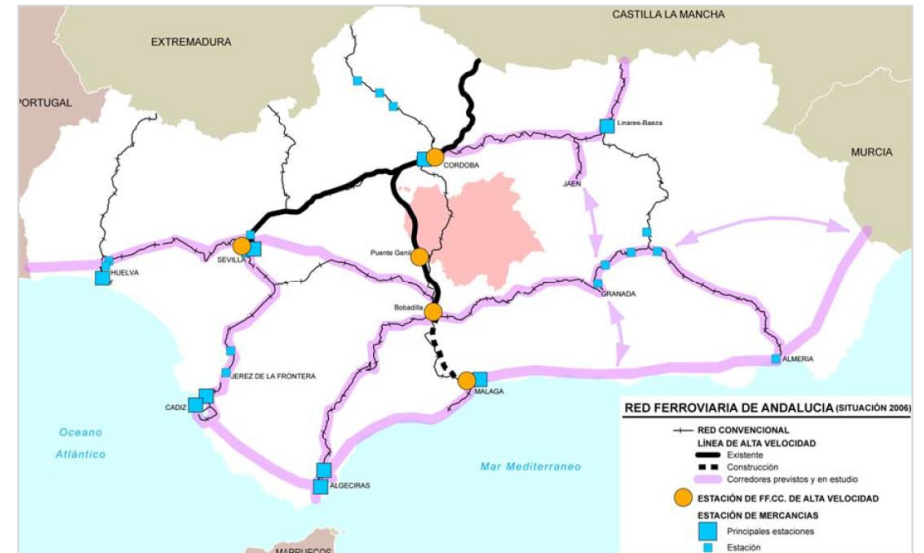 CASTILLA LA MANCHA
EXTREMADURA
PORTUGAL
MURCIA
Linares-Baeza
CORDOBA
JAEN
Puente Genil
SEVILLA
HUELVA
GRANADA
Bobadilla
ALMERIA
JEREZ DE LA FRONTERA
MALAGA
CADIZ
Oceano
Atlántico
Mar Mediterraneo
ALGECIRAS
MARRUECOS
RED FERROVIARIA DE ANDALUCIA (SITUACIÓN 2006)
RED CONVENCIONAL
LÍNEA DE ALTA VELOCIDAD
Existente
Construcción
Corredores previstos y en estudio
ESTACIÓN DE FF.CC. DE ALTA VELOCIDAD
ESTACIÓN DE MERCANCIAS
Principales estaciones
Estación